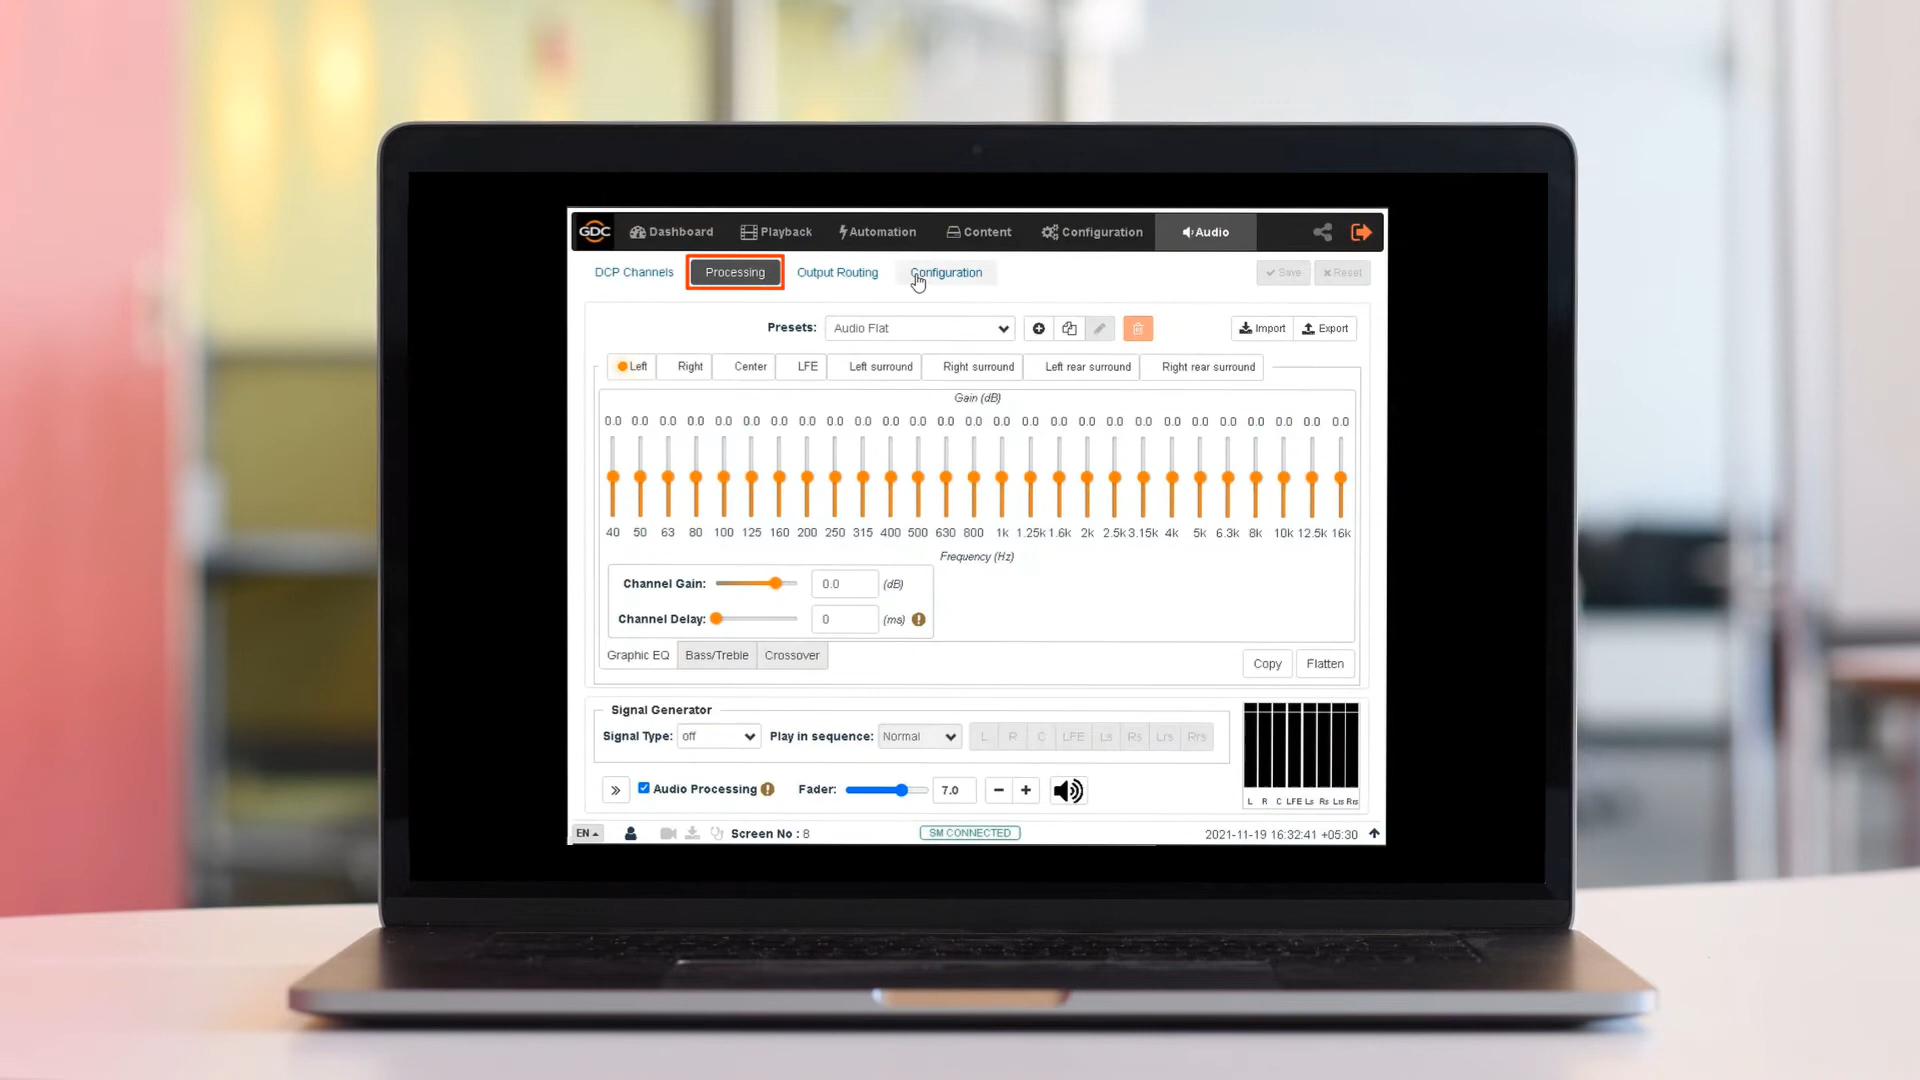 GDC Dashboard Playback Automation Content Configuration Audio
DCP Channels Processing Output Routing Configuration Save Reset
Presets: Audio Flat Import Export
Left Right Center LFE Left surround Right surround Left rear surround Right rear surround
Gain (dB)
0.0 0.0 0.0 0.0 0.0 0.0 0.0 0.0 0.0 0.0 0.0 0.0 0.0 0.0 0.0 0.0 0.0 0.0 0.0 0.0 0.0 0.0 0.0 0.0 0.0 0.0 0.0
40 50 63 80 100 125 160 200 250 315 400 500 630 800 1k 1.25k 1.6k 2k 2.5k 3.15k 4k 5k 6.3k 8k 10k 12.5k 16k
Frequency (Hz)
Channel Gain: 0.0 (dB)
Channel Delay: 0 (ms)
Graphic EQ Bass/Treble Crossover Copy Flatten
Signal Generator
Signal Type: off Play in sequence: Normal L R C LFE Ls Rs Lrs Rrs
Audio Processing Fader: 7.0
L R C LFE Ls Rs Lrs Rrs
EN Screen No : 8 SM CONNECTED 2021-11-19 16:32:41 +05:30